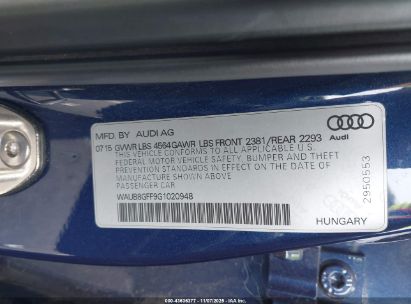 MFD. BY AUDI AG
07/15 GVWR LBS 4564 GAWR LBS FRONT 2381/REAR 2293
THIS VEHICLE CONFORMS TO ALL APPLICABLE U.S.
FEDERAL MOTOR VEHICLE SAFETY, BUMPER AND THEFT
PREVENTION STANDARDS IN EFFECT ON THE DATE OF
MANUFACTURE SHOWN ABOVE.
PASSENGER CAR
WAUB8GFF9G1020948
Audi
2950553
HUNGARY